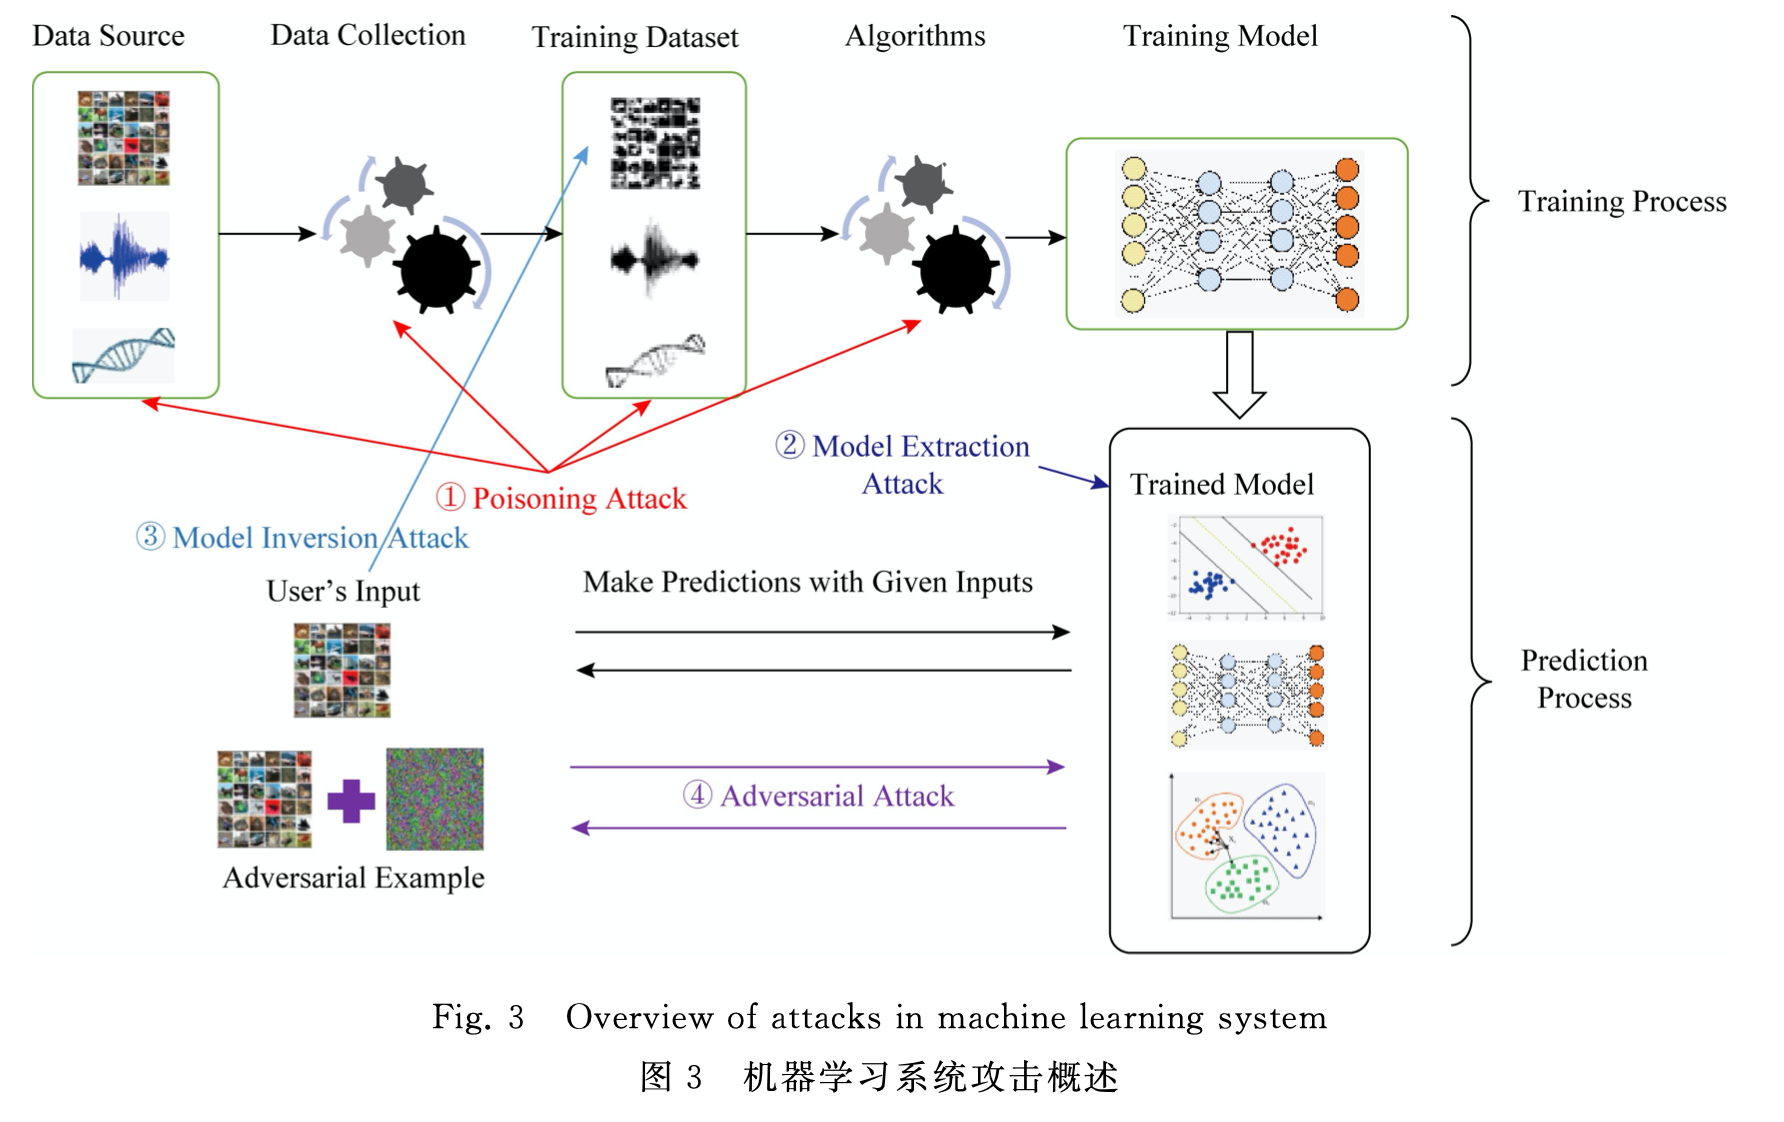 Data Source
Data Collection
Training Dataset
Algorithms
Training Model
Training Process
② Model Extraction
Attack
Trained Model
① Poisoning Attack
③ Model Inversion Attack
User's Input
Make Predictions with Given Inputs
Prediction
Process
④ Adversarial Attack
Adversarial Example
Fig. 3 Overview of attacks in machine learning system
图 3 机器学习系统攻击概述